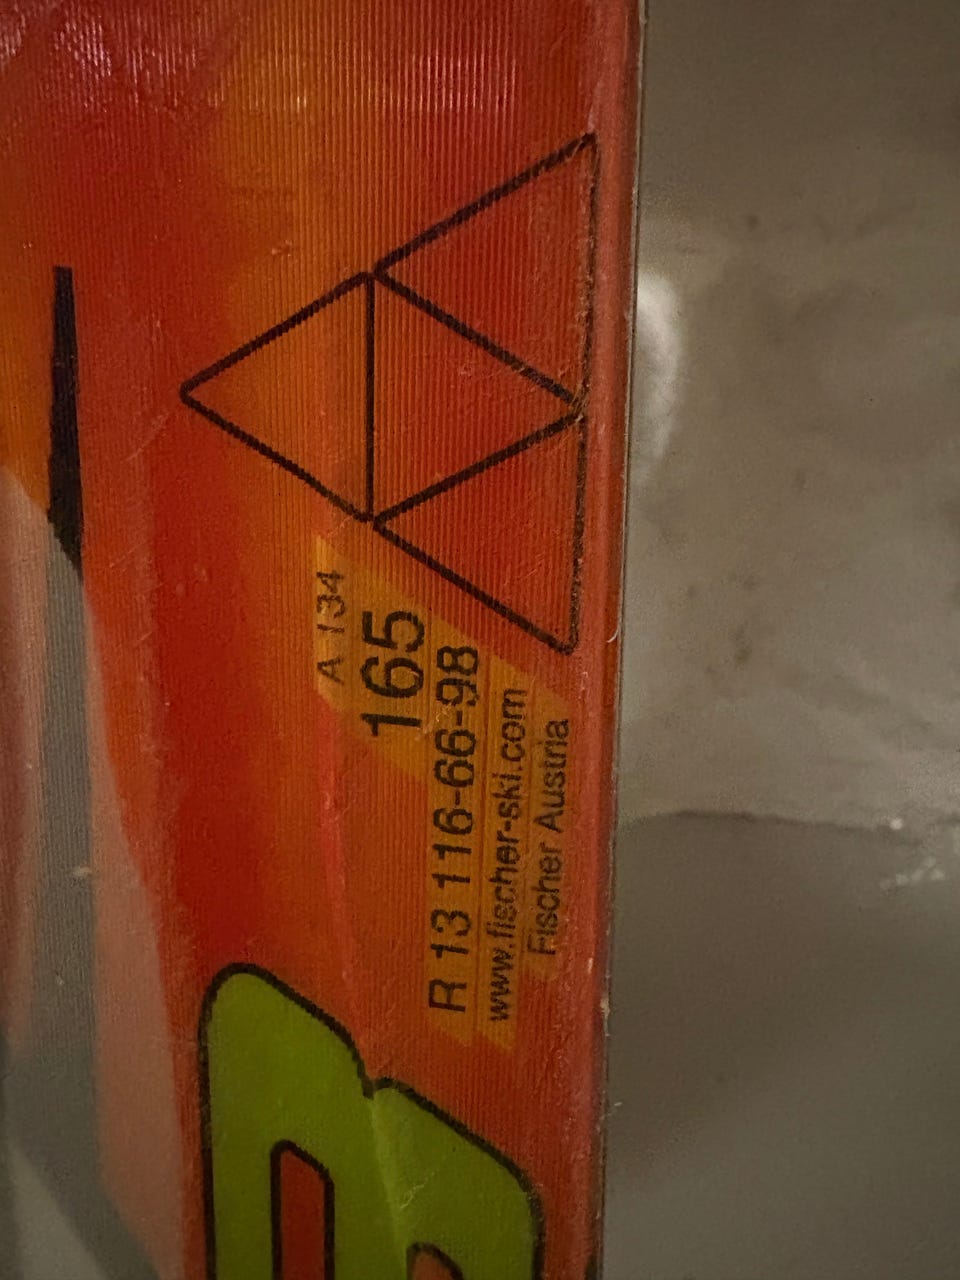 A 134
165
R 13 116-66-98
www.fischer-ski.com
Fischer Austria